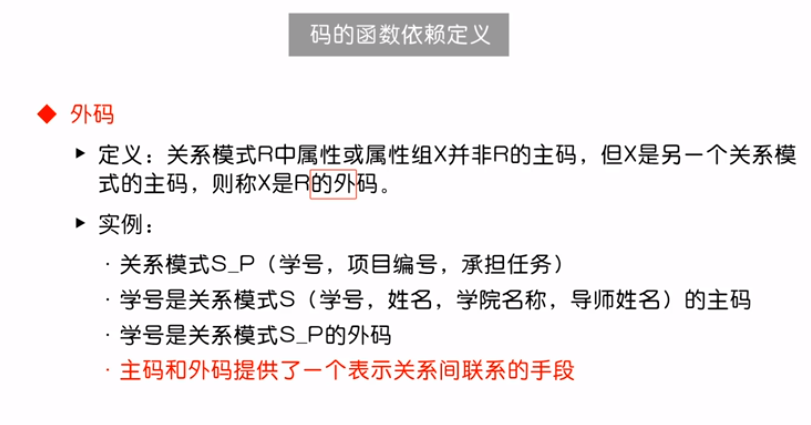 码的函数依赖定义
◆ 外码
▶ 定义：关系模式R中属性或属性组X并非R的主码，但X是另一个关系模
式的主码，则称X是R的外码。
▶ 实例：
· 关系模式S_P（学号，项目编号，承担任务）
· 学号是关系模式S（学号，姓名，学院名称，导师姓名）的主码
· 学号是关系模式S_P的外码
· 主码和外码提供了一个表示关系间联系的手段